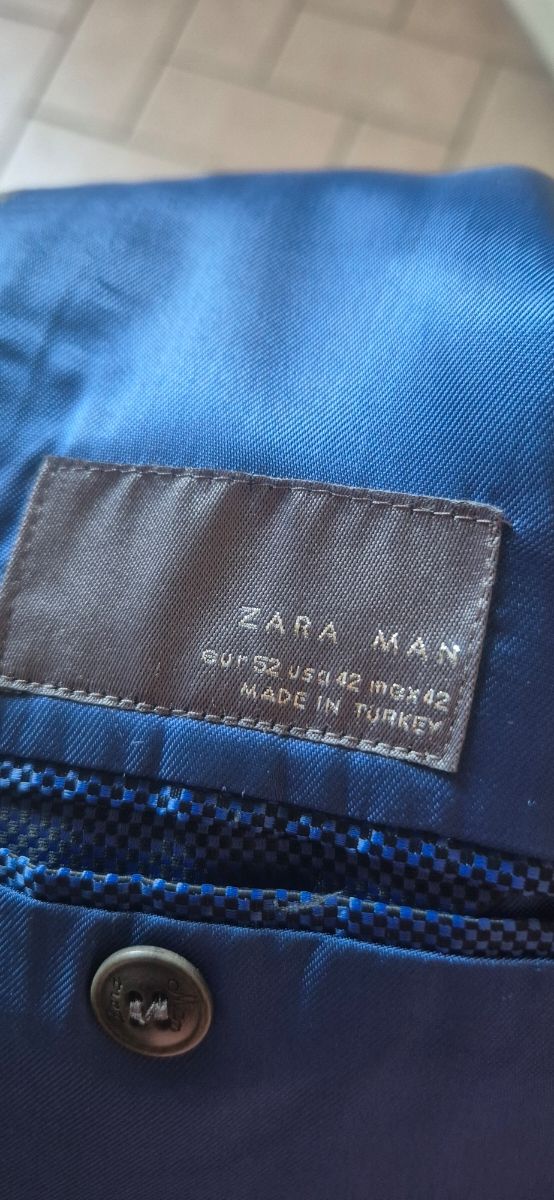 ZARA MAN
eur 52 usa 42 mex 42
MADE IN TURKEY